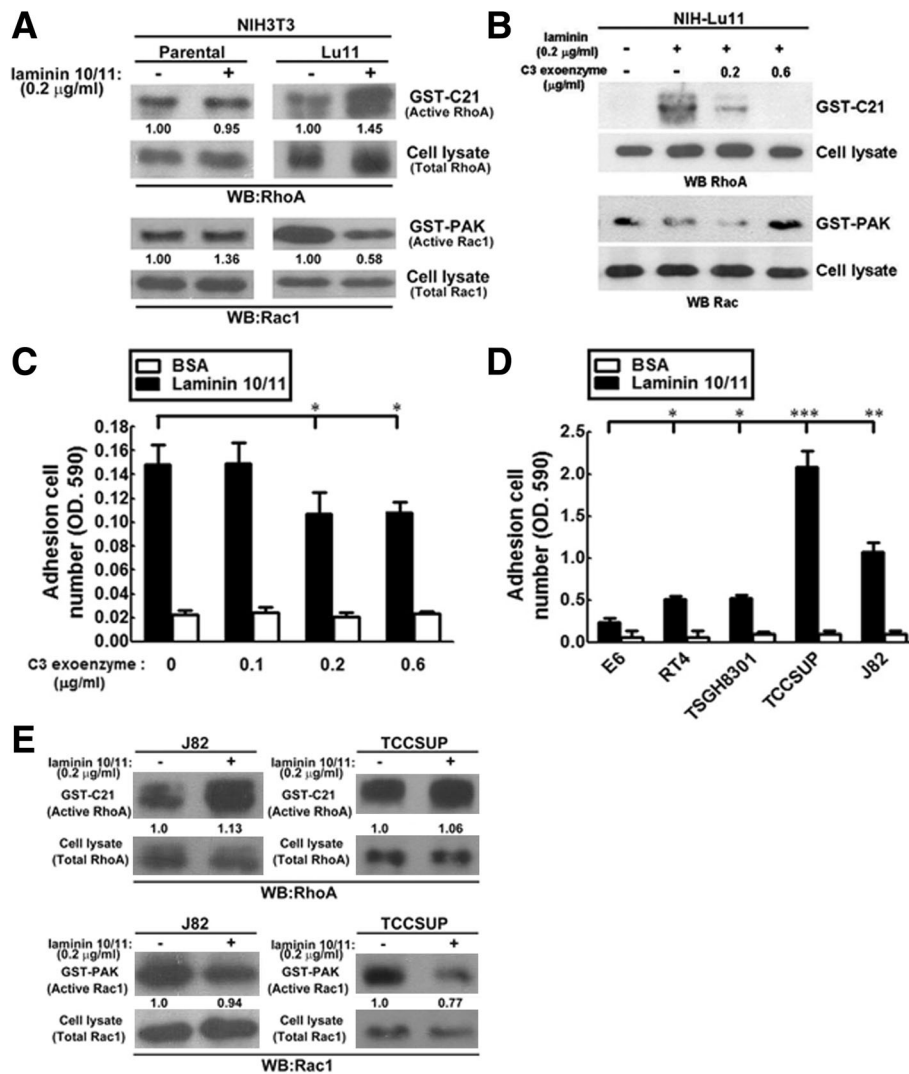 A
NIH3T3
Parental Lu11
laminin 10/11: - + - +
(0.2 µg/ml)
GST-C21
(Active RhoA)
1.00 0.95 1.00 1.45
Cell lysate
(Total RhoA)
WB:RhoA
GST-PAK
(Active Rac1)
1.00 1.36 1.00 0.58
Cell lysate
(Total Rac1)
WB:Rac1
B
NIH-Lu11
laminin - + + +
(0.2 µg/ml)
C3 exoenzyme - - 0.2 0.6
(µg/ml)
GST-C21
Cell lysate
WB RhoA
GST-PAK
Cell lysate
WB Rac
C
BSA
Laminin 10/11
* *
Adhesion cell
number (OD. 590)
0.18
0.16
0.14
0.12
0.10
0.08
0.06
0.04
0.02
0.00
C3 exoenzyme : 0 0.1 0.2 0.6
(µg/ml)
D
BSA
Laminin 10/11
* * *** **
Adhesion cell
number (OD. 590)
2.5
2.0
1.5
1.0
0.5
0.0
E6 RT4 TSGH8301 TCCSUP J82
E
J82
laminin 10/11: - +
(0.2 µg/ml)
GST-C21
(Active RhoA)
1.0 1.13
Cell lysate
(Total RhoA)
TCCSUP
laminin 10/11: - +
(0.2 µg/ml)
GST-C21
(Active RhoA)
1.0 1.06
Cell lysate
(Total RhoA)
WB:RhoA
J82
laminin 10/11: - +
(0.2 µg/ml)
GST-PAK
(Active Rac1)
1.0 0.94
Cell lysate
(Total Rac1)
TCCSUP
laminin 10/11: - +
(0.2 µg/ml)
GST-PAK
(Active Rac1)
1.0 0.77
Cell lysate
(Total Rac1)
WB:Rac1